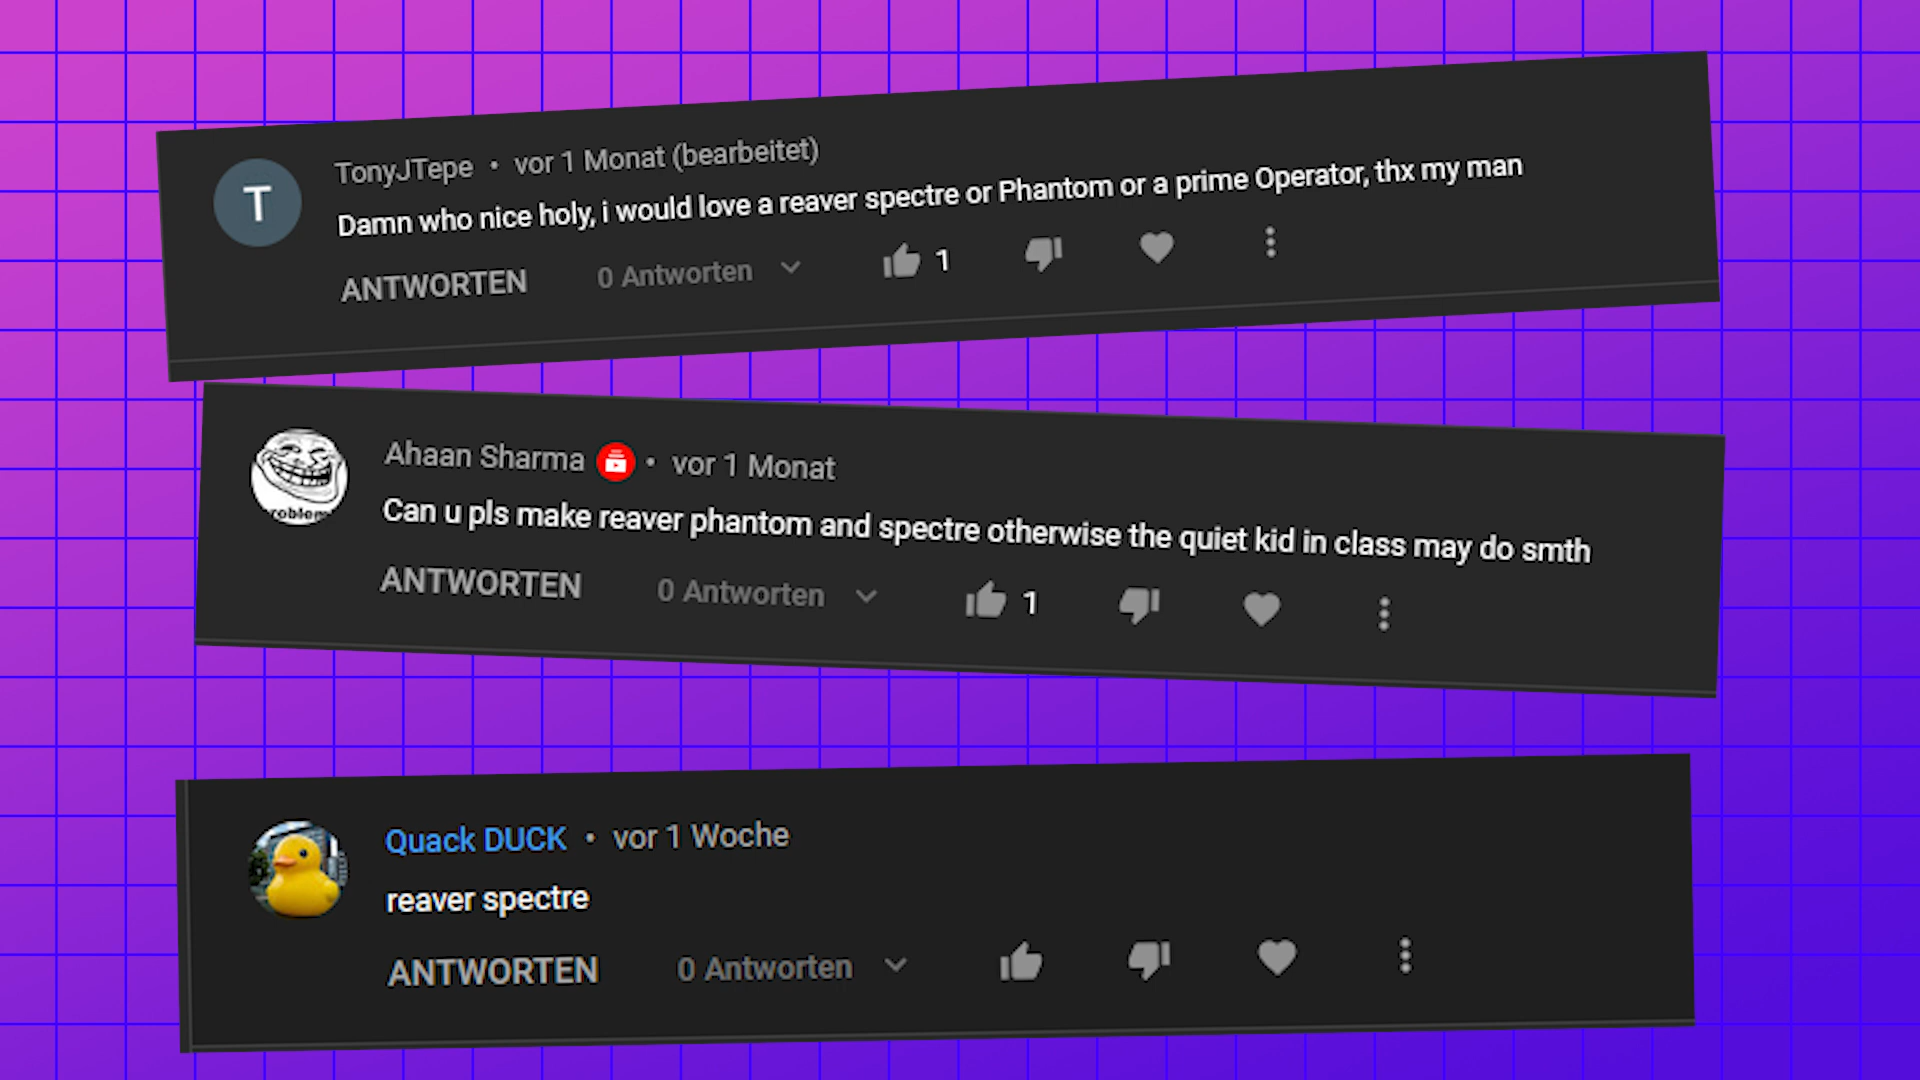 T
TonyJTepe • vor 1 Monat (bearbeitet)
Damn who nice holy, i would love a reaver spectre or Phantom or a prime Operator, thx my man
ANTWORTEN 0 Antworten 1
Ahaan Sharma • vor 1 Monat
roblem
Can u pls make reaver phantom and spectre otherwise the quiet kid in class may do smth
ANTWORTEN 0 Antworten 1
Quack DUCK • vor 1 Woche
reaver spectre
ANTWORTEN 0 Antworten